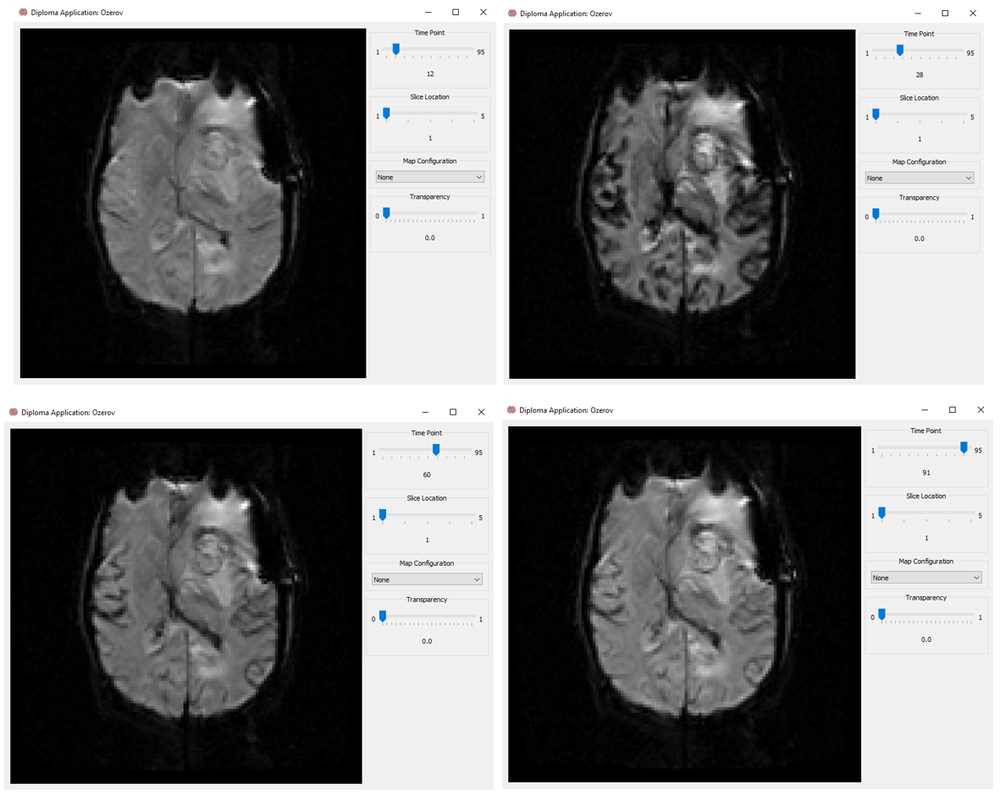 Diploma Application: Ozerov
Time Point
1 95
12
Slice Location
1 5
1
Map Configuration
None
Transparency
0 1
0.0
Diploma Application: Ozerov
Time Point
1 95
28
Slice Location
1 5
1
Map Configuration
None
Transparency
0 1
0.0
Diploma Application: Ozerov
Time Point
1 95
60
Slice Location
1 5
1
Map Configuration
None
Transparency
0 1
0.0
Diploma Application: Ozerov
Time Point
1 95
91
Slice Location
1 5
1
Map Configuration
None
Transparency
0 1
0.0